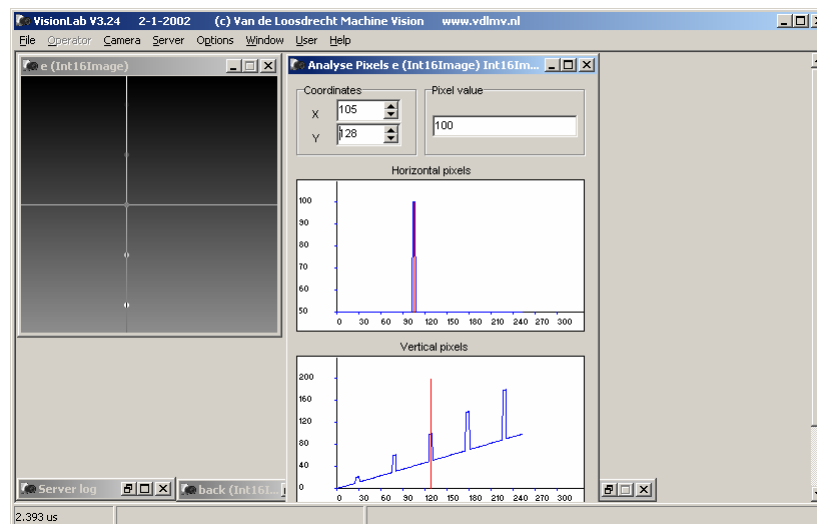 VisionLab V3.24 2-1-2002 (c) Van de Loosdrecht Machine Vision www.vdlmv.nl
File Operator Camera Server Options Window User Help
e (Int16Image)
Analyse Pixels e (Int16Image) Int16Im...
Coordinates
X 105
Y 128
Pixel value
100
Horizontal pixels
100
90
80
70
60
50
0 30 60 90 120 150 180 210 240 270 300
Vertical pixels
200
160
120
80
40
0
0 30 60 90 120 150 180 210 240 270 300
Server log
back (Int16I...
2.393 us